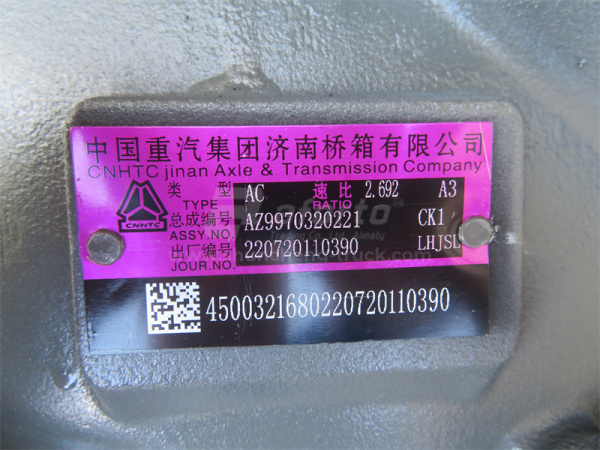 中国重汽集团济南桥箱有限公司
CNHTC jinan Axle & Transmission Company
类 型 AC 速比 2.692 A3
TYPE RATIO
总成编号 AZ9970320221 CK1
ASSY.NO.
出厂编号 220720110390 LHJSL
JOUR.NO.
CNHTC
4500321680220720110390